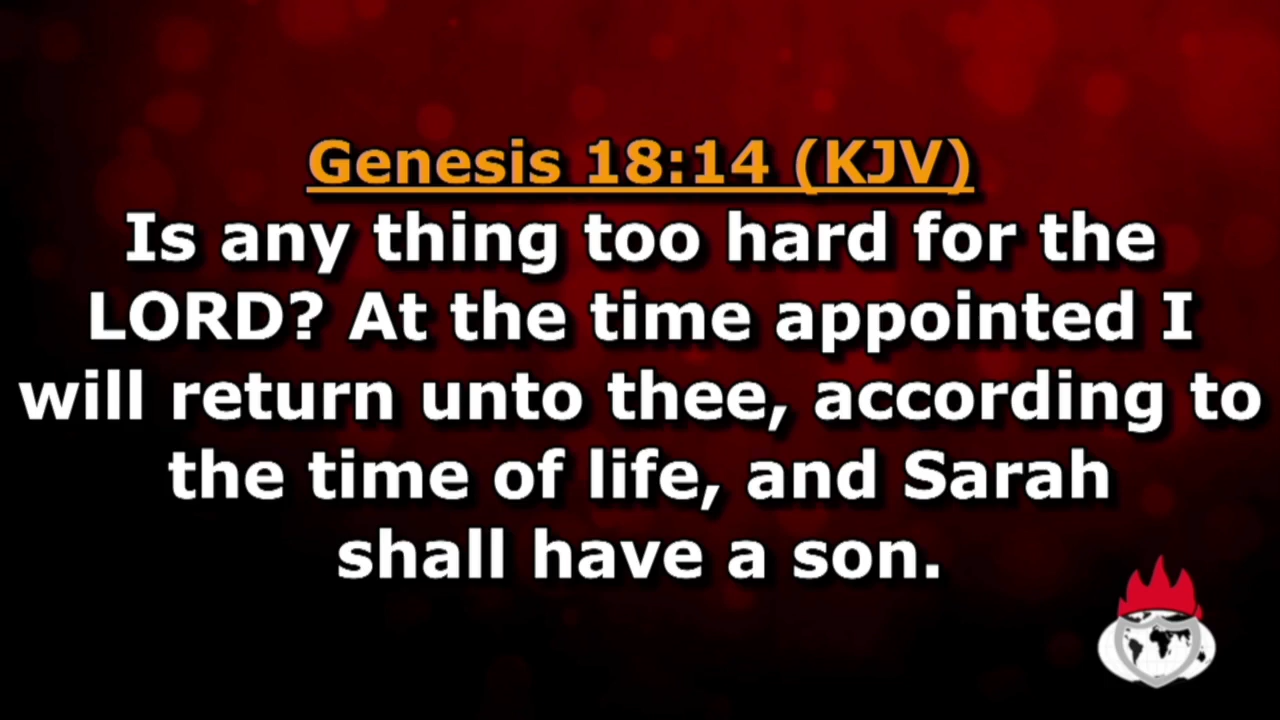 Genesis 18:14 (KJV)
Is any thing too hard for the
LORD? At the time appointed I
will return unto thee, according to
the time of life, and Sarah
shall have a son.